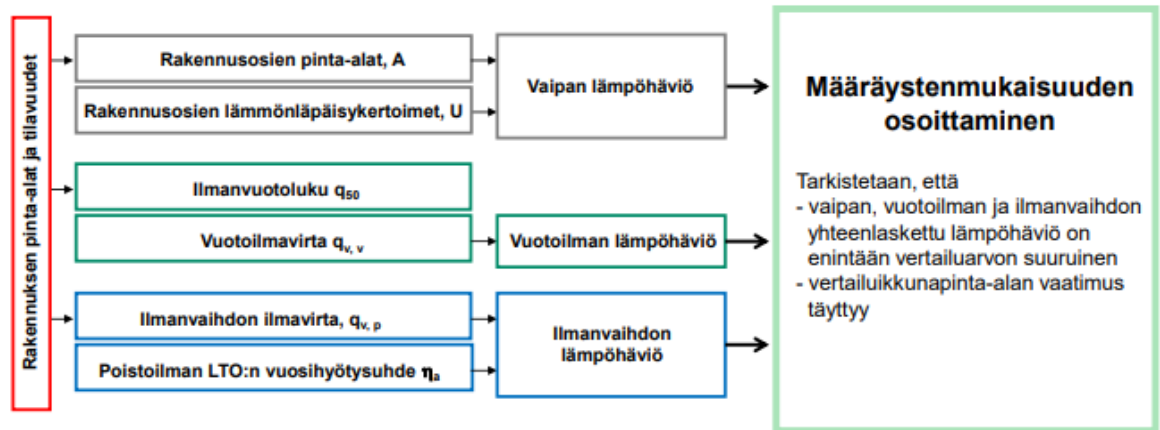 Rakennuksen pinta-alat ja tilavuudet
Rakennusosien pinta-alat, A
Rakennusosien lämmönläpäisykertoimet, U
Vaipan lämpöhäviö
Ilmanvuotoluku q50
Vuotoilmavirta qv, v
Vuotoilman lämpöhäviö
Ilmanvaihdon ilmavirta, qv, p
Poistoilman LTO:n vuosihyötysuhde ηa
Ilmanvaihdon
lämpöhäviö
Määräystenmukaisuuden
osoittaminen
Tarkistetaan, että
- vaipan, vuotoilman ja ilmanvaihdon
yhteenlaskettu lämpöhäviö on
enintään vertailuarvon suuruinen
- vertailuikkunapinta-alan vaatimus
täyttyy